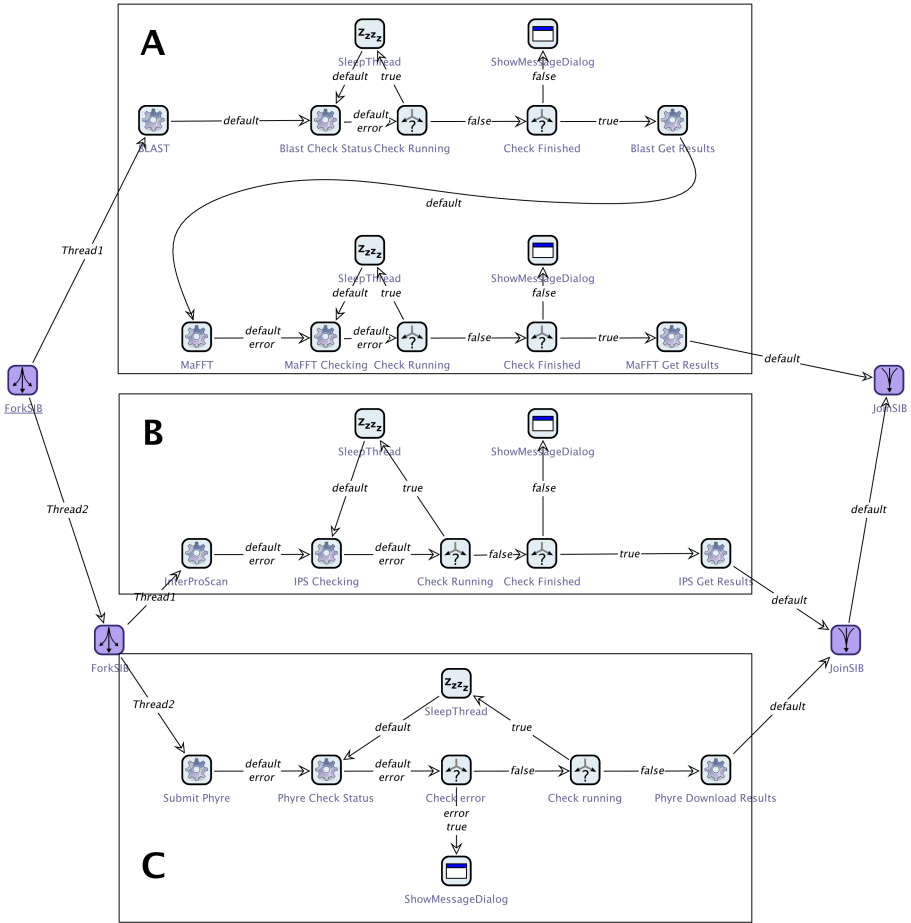 A
Zzzz
SleepThread
ShowMessageDialog
default
true
false
BLAST
default
Blast Check Status
default
error
Check Running
false
Check Finished
true
Blast Get Results
default
Thread1
Zzzz
SleepThread
ShowMessageDialog
default
true
false
MaFFT
default
error
MaFFT Checking
default
error
?
Check Running
false
?
Check Finished
true
MaFFT Get Results
default
ForkSIB
JoinSIB
B
Zzzz
SleepThread
ShowMessageDialog
Thread2
default
true
false
default
InterProScan
default
error
IPS Checking
default
error
?
Check Running
false
?
Check Finished
true
IPS Get Results
Thread1
default
ForkSIB
JoinSIB
Zzzz
SleepThread
Thread2
default
true
default
Submit Phyre
default
error
Phyre Check Status
default
error
?
Check error
false
?
Check running
false
Phyre Download Results
error
true
C
ShowMessageDialog